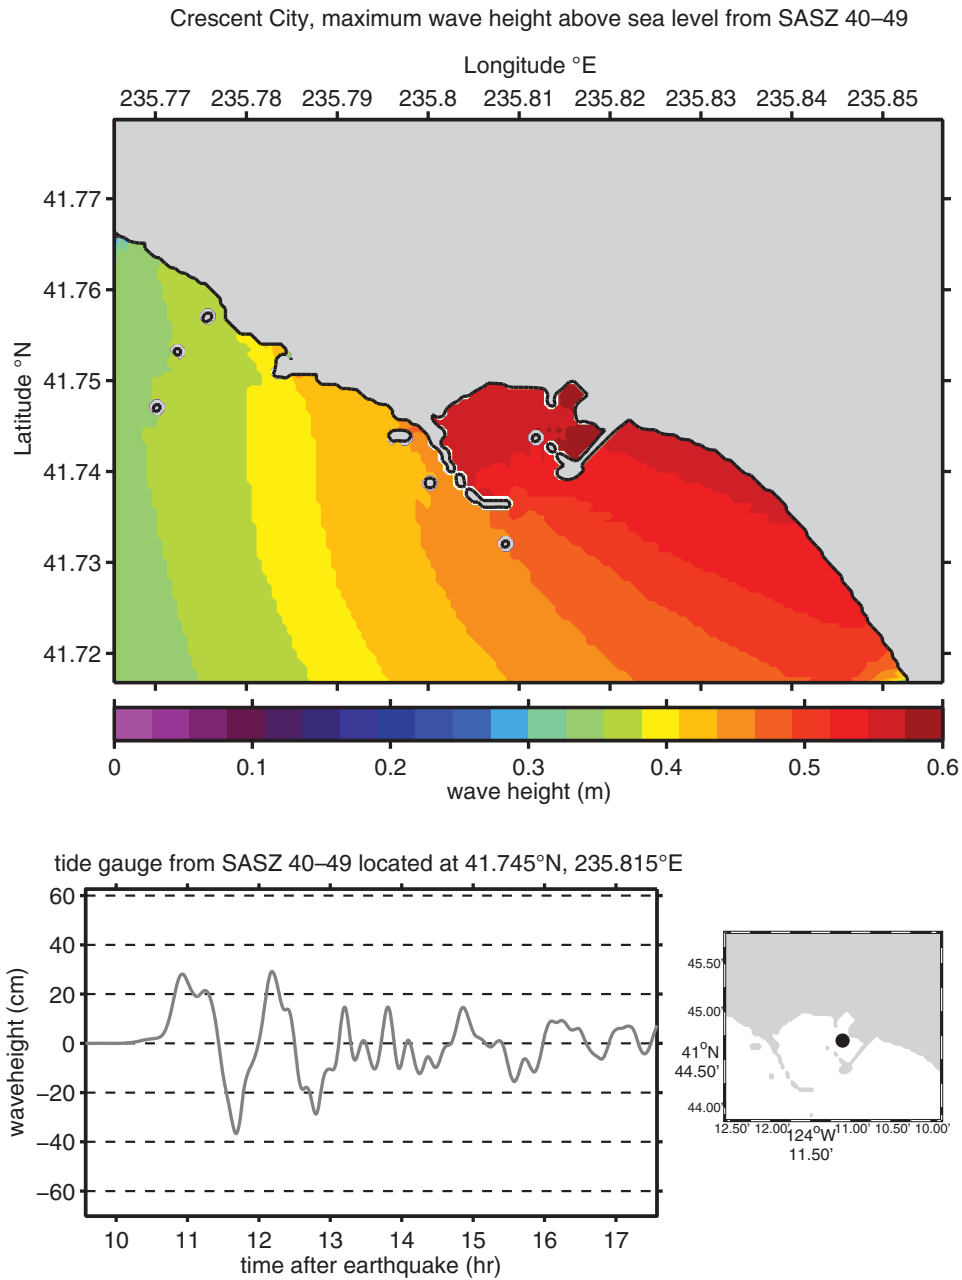 Crescent City, maximum wave height above sea level from SASZ 40–49
Longitude °E
235.77 235.78 235.79 235.8 235.81 235.82 235.83 235.84 235.85
Latitude °N
41.77
41.76
41.75
41.74
41.73
41.72
0 0.1 0.2 0.3 0.4 0.5 0.6
wave height (m)
tide gauge from SASZ 40–49 located at 41.745°N, 235.815°E
waveheight (cm)
60
40
20
0
−20
−40
−60
10 11 12 13 14 15 16 17
time after earthquake (hr)
45.50'
45.00'
41°N
44.50'
44.00'
12.50' 12.00' 124°W 11.00' 10.50' 10.00'
11.50'